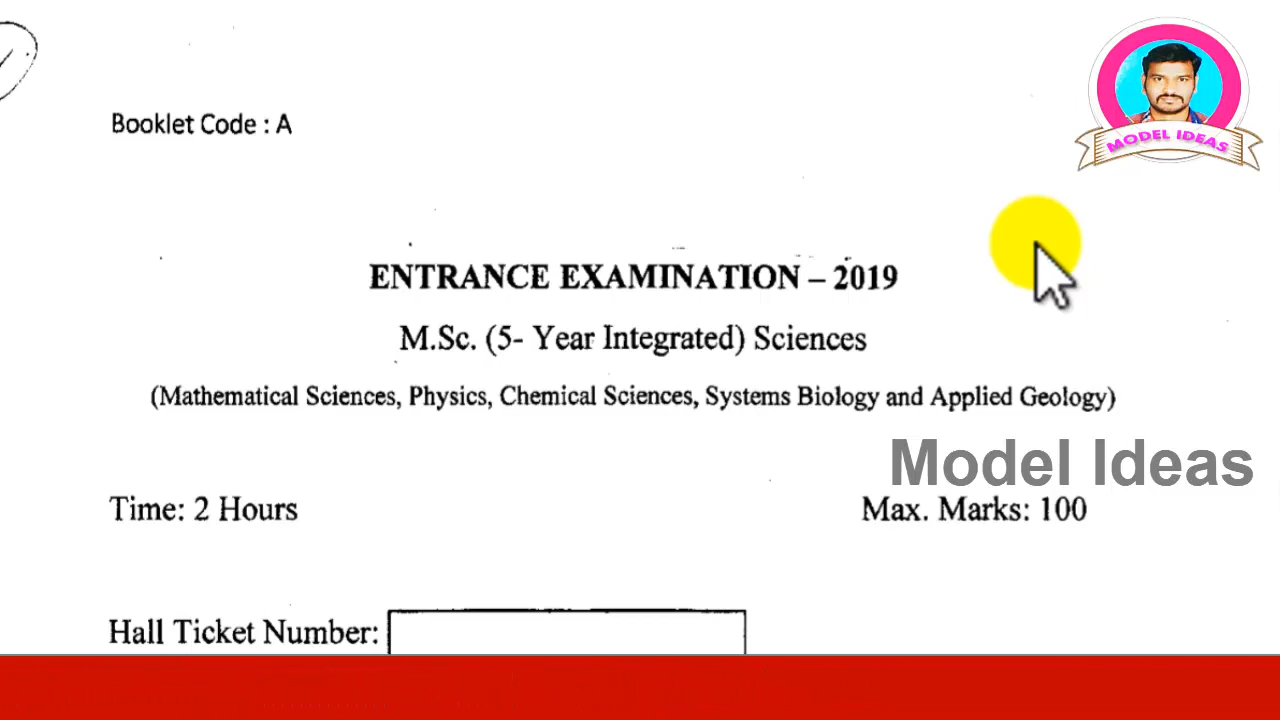 MODEL IDEAS
Booklet Code : A
ENTRANCE EXAMINATION – 2019
M.Sc. (5- Year Integrated) Sciences
(Mathematical Sciences, Physics, Chemical Sciences, Systems Biology and Applied Geology)
Model Ideas
Time: 2 Hours
Max. Marks: 100
Hall Ticket Number: